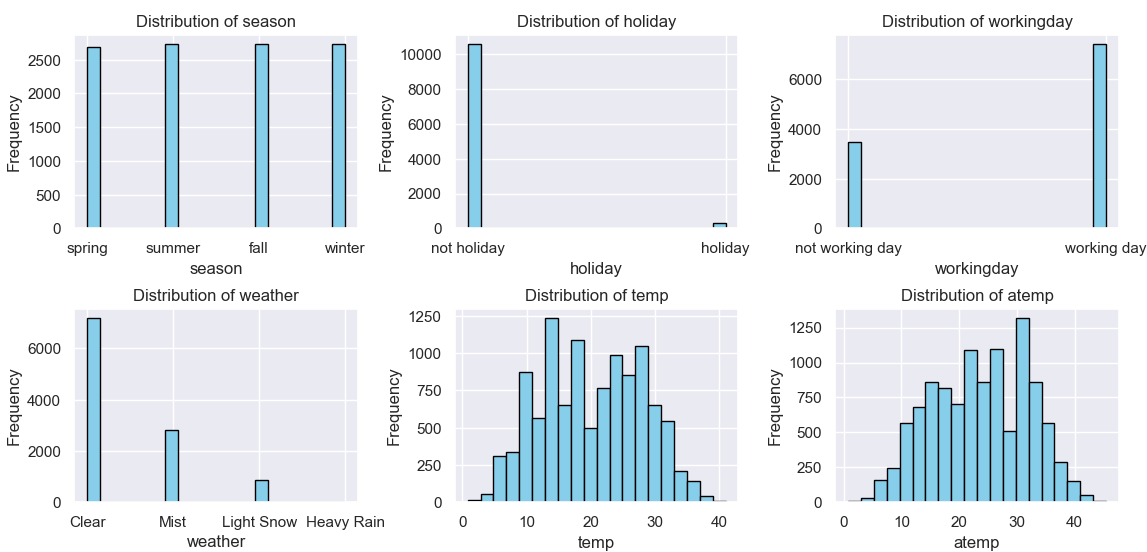 Distribution of season
Frequency
2500
2000
1500
1000
500
0
spring summer fall winter
season
Distribution of holiday
Frequency
10000
8000
6000
4000
2000
0
not holiday holiday
holiday
Distribution of workingday
Frequency
6000
4000
2000
0
not working day working day
workingday
Distribution of weather
Frequency
6000
4000
2000
0
Clear Mist Light Snow Heavy Rain
weather
Distribution of temp
Frequency
1250
1000
750
500
250
0
0 10 20 30 40
temp
Distribution of atemp
Frequency
1250
1000
750
500
250
0
0 10 20 30 40
atemp